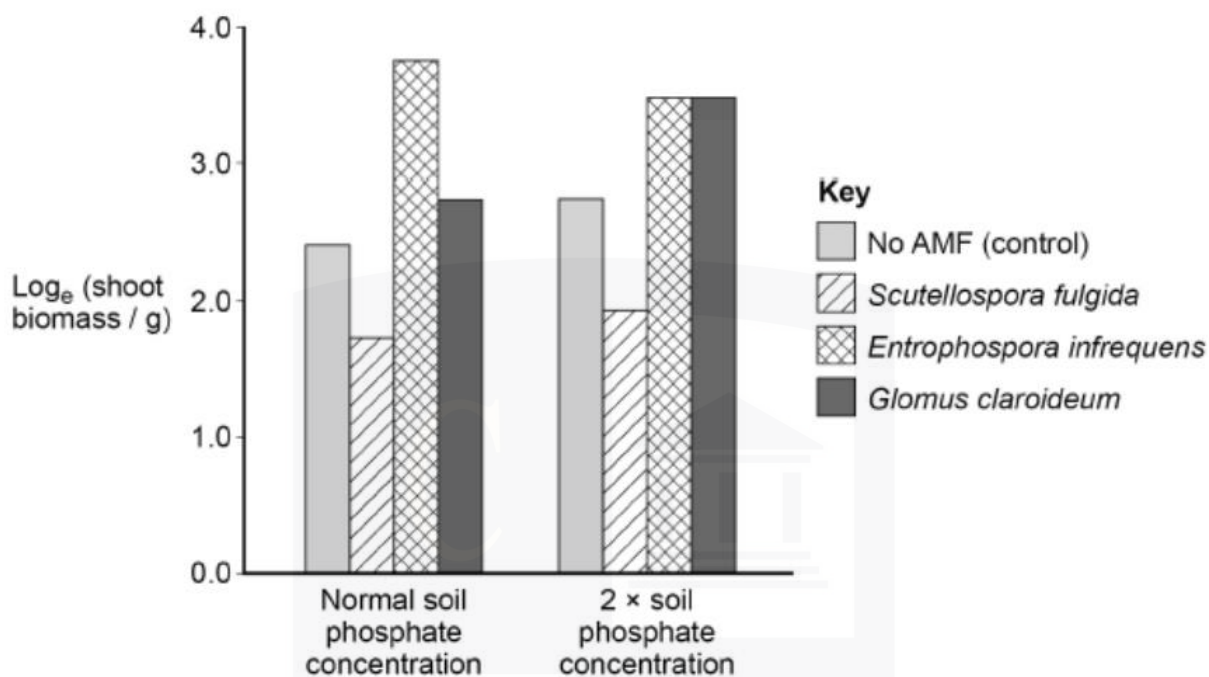 4.0
3.0
2.0
1.0
0.0
Logₑ (shoot
biomass / g)
Normal soil
phosphate
concentration
2 × soil
phosphate
concentration
Key
No AMF (control)
Scutellospora fulgida
Entrophospora infrequens
Glomus claroideum